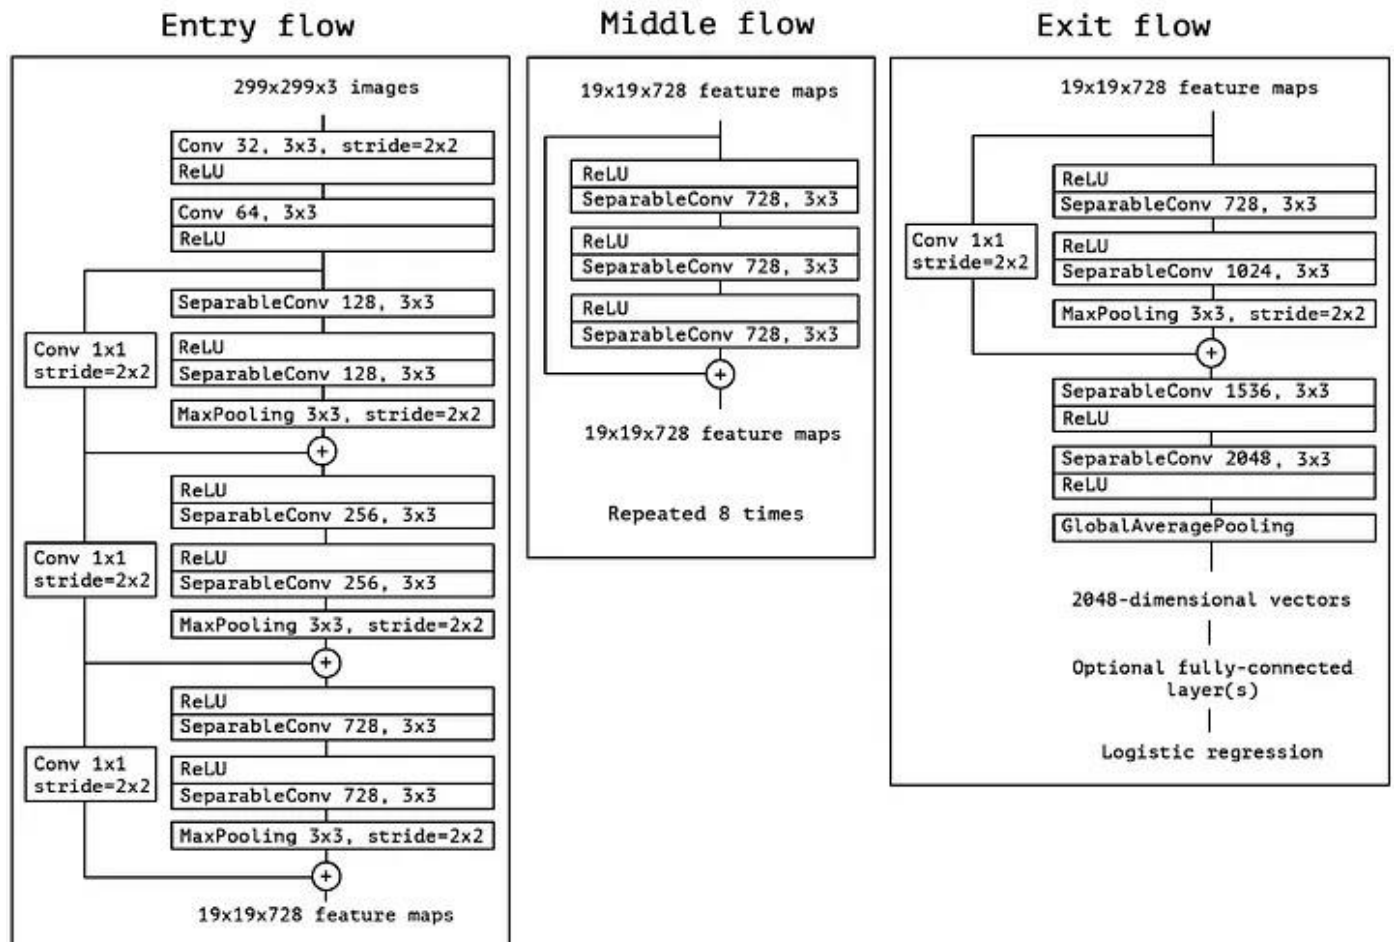 Entry flow
299x299x3 images
Conv 32, 3x3, stride=2x2
ReLU
Conv 64, 3x3
ReLU
SeparableConv 128, 3x3
Conv 1x1
stride=2x2
ReLU
SeparableConv 128, 3x3
MaxPooling 3x3, stride=2x2
+
ReLU
SeparableConv 256, 3x3
Conv 1x1
stride=2x2
ReLU
SeparableConv 256, 3x3
MaxPooling 3x3, stride=2x2
+
ReLU
SeparableConv 728, 3x3
Conv 1x1
stride=2x2
ReLU
SeparableConv 728, 3x3
MaxPooling 3x3, stride=2x2
+
19x19x728 feature maps
Middle flow
19x19x728 feature maps
ReLU
SeparableConv 728, 3x3
ReLU
SeparableConv 728, 3x3
ReLU
SeparableConv 728, 3x3
+
19x19x728 feature maps
Repeated 8 times
Exit flow
19x19x728 feature maps
ReLU
SeparableConv 728, 3x3
Conv 1x1
stride=2x2
ReLU
SeparableConv 1024, 3x3
MaxPooling 3x3, stride=2x2
+
SeparableConv 1536, 3x3
ReLU
SeparableConv 2048, 3x3
ReLU
GlobalAveragePooling
2048-dimensional vectors
Optional fully-connected
layer(s)
Logistic regression